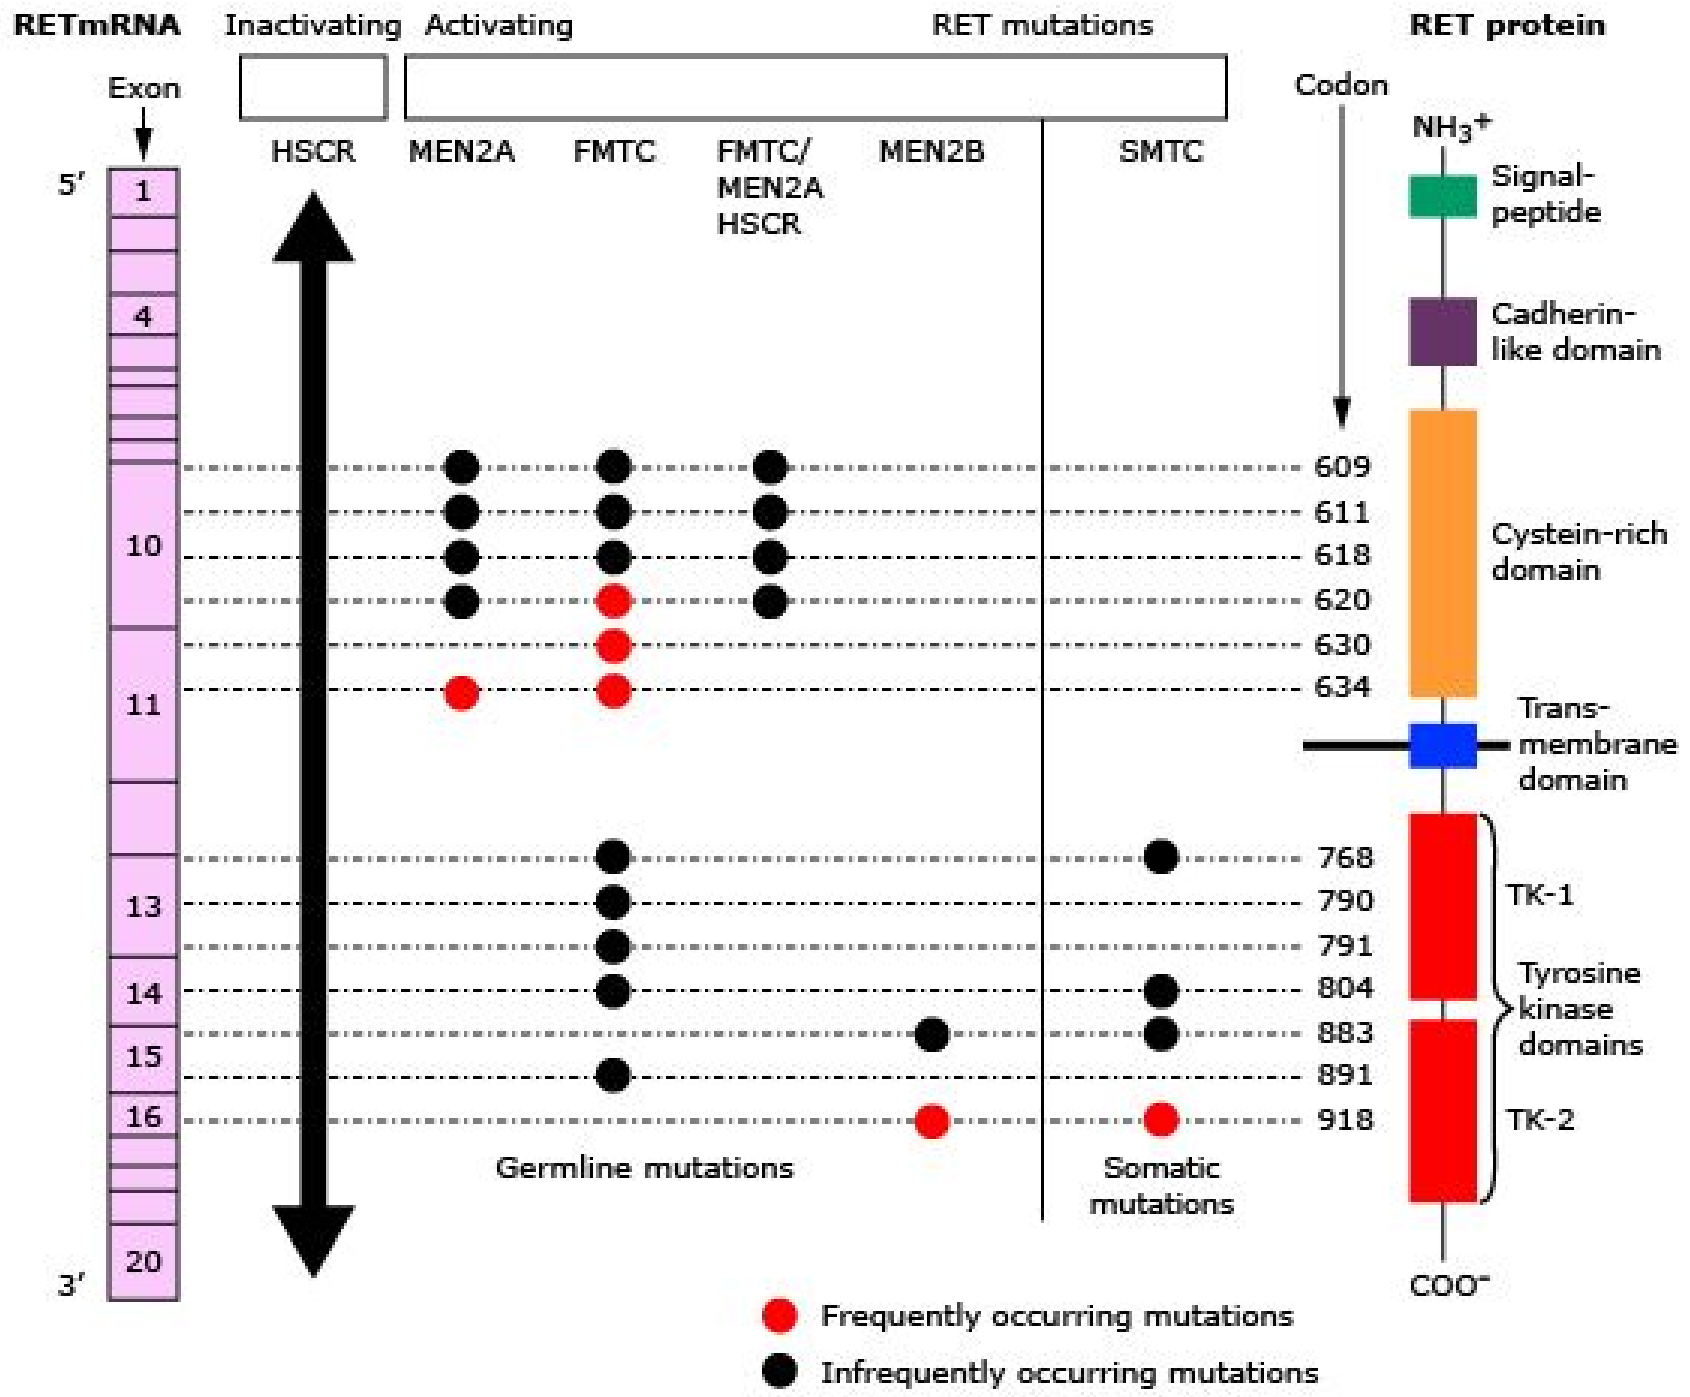 RETmRNA
Inactivating
Activating
RET mutations
RET protein
Exon
Codon
HSCR
MEN2A
FMTC
FMTC/
MEN2A
HSCR
MEN2B
SMTC
NH3+
5′
1
Signal-
peptide
4
Cadherin-
like domain
609
611
10
618
620
Cystein-rich
domain
630
11
634
Trans-
membrane
domain
768
13
790
791
TK-1
14
804
15
883
891
Tyrosine
kinase
domains
16
918
TK-2
Germline mutations
Somatic
mutations
20
3′
COO-
Frequently occurring mutations
Infrequently occurring mutations